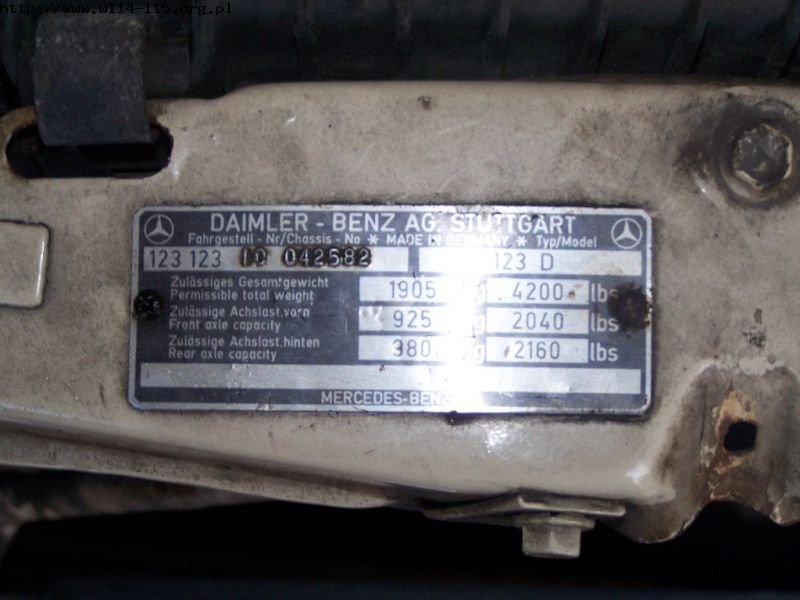 http://www.w114-115.org.pl
DAIMLER - BENZ AG. STUTTGART
Fahrgestell - Nr/Chassis - No * MADE IN GERMANY * Typ/Model
123 123 10 042582 123 D
Zulässiges Gesamtgewicht
Permissible total weight 1905 4200 lbs
Zulässige Achslast,vorn
Front axle capacity 925 2040 lbs
Zulässige Achslast,hinten
Rear axle capacity 980 2160 lbs
MERCEDES-BENZ